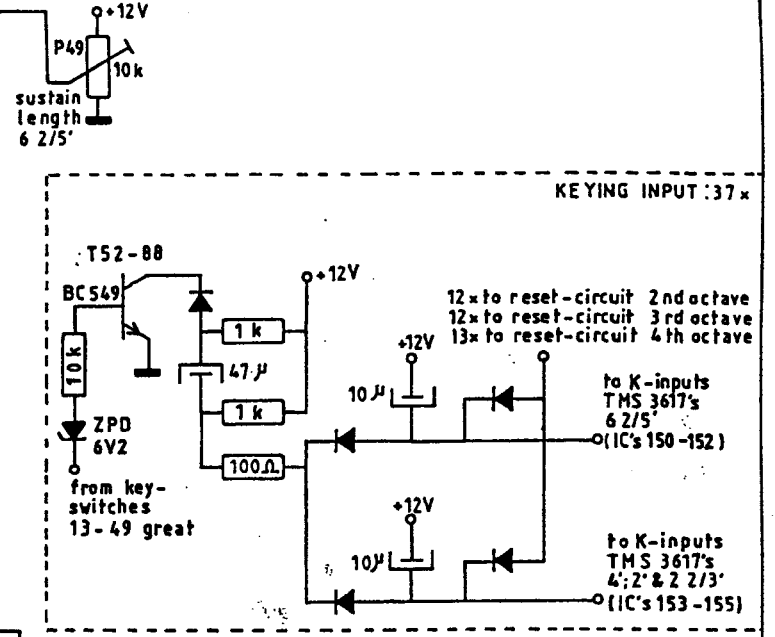 +12V
P49
10k
sustain
length
6 2/5'
KEYING INPUT:37x
T52-88
BC549
+12V
1k
10k
47µ
1k
100Ω
ZPD
6V2
from key-
switches
13-49 great
12x to reset-circuit 2nd octave
12x to reset-circuit 3rd octave
13x to reset-circuit 4th octave
+12V
10µ
to K-inputs
TMS 3617's
6 2/5'
(IC's 150-152)
+12V
10µ
to K-inputs
TMS 3617's
4';2'& 2 2/3'
(IC's 153-155)